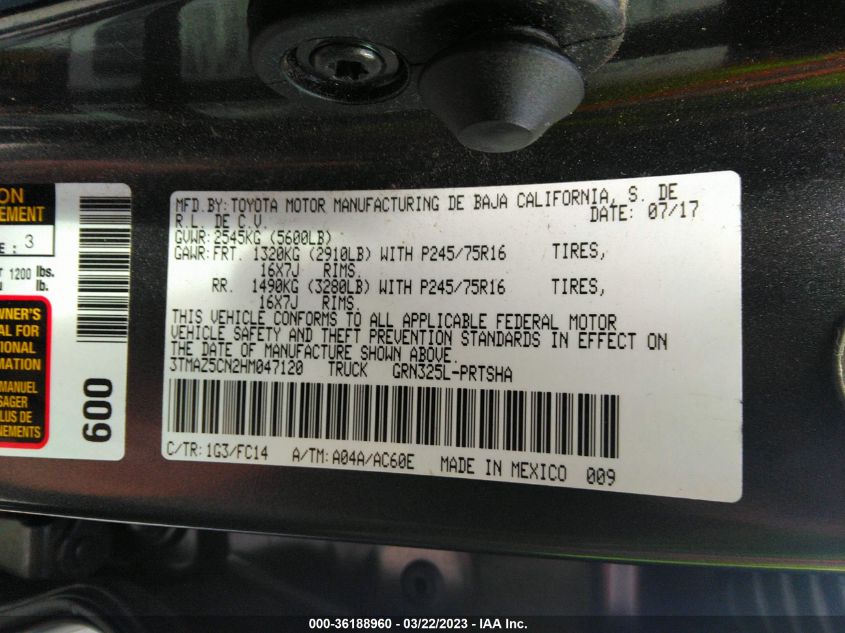 ON
EMENT
E : 3
T 1200 lbs.
U lb.
WNER'S
AL FOR
ONAL
ON
MANUEL
SAGER
LUS DE
NEMENTS
600
MFD. BY: TOYOTA MOTOR MANUFACTURING DE BAJA CALIFORNIA, S. DE
R.L. DE C.V. DATE: 07/17
GVWR: 2545KG (5600LB)
GAWR: FRT. 1320KG (2910LB) WITH P245/75R16 TIRES,
16X7J RIMS.
RR. 1490KG (3280LB) WITH P245/75R16 TIRES,
16X7J RIMS.
THIS VEHICLE CONFORMS TO ALL APPLICABLE FEDERAL MOTOR
VEHICLE SAFETY AND THEFT PREVENTION STANDARDS IN EFFECT ON
THE DATE OF MANUFACTURE SHOWN ABOVE.
3TMAZ5CN2HM047120 TRUCK GRN325L-PRTSHA
C/TR: 1G3/FC14 A/TM: A04A/AC60E MADE IN MEXICO 009
000-36188960 - 03/22/2023 - IAA Inc.